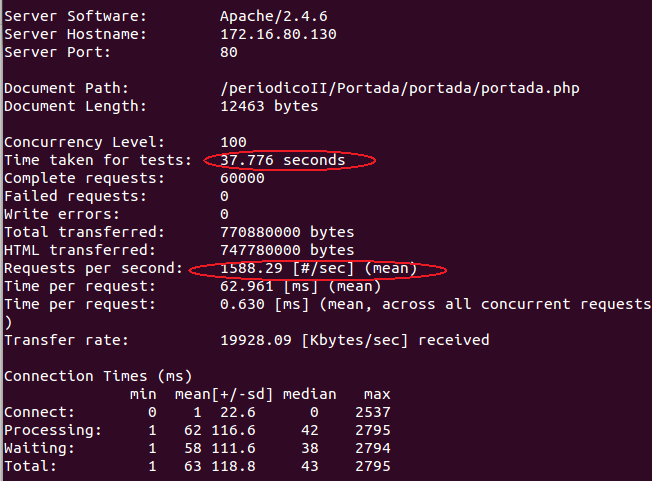 Server Software: Apache/2.4.6
Server Hostname: 172.16.80.130
Server Port: 80
Document Path: /periodicoII/Portada/portada/portada.php
Document Length: 12463 bytes
Concurrency Level: 100
Time taken for tests: 37.776 seconds
Complete requests: 60000
Failed requests: 0
Write errors: 0
Total transferred: 770880000 bytes
HTML transferred: 747780000 bytes
Requests per second: 1588.29 [#/sec] (mean)
Time per request: 62.961 [ms] (mean)
Time per request: 0.630 [ms] (mean, across all concurrent requests
)
Transfer rate: 19928.09 [Kbytes/sec] received
Connection Times (ms)
min mean[+/-sd] median max
Connect: 0 1 22.6 0 2537
Processing: 1 62 116.6 42 2795
Waiting: 1 58 111.6 38 2794
Total: 1 63 118.8 43 2795